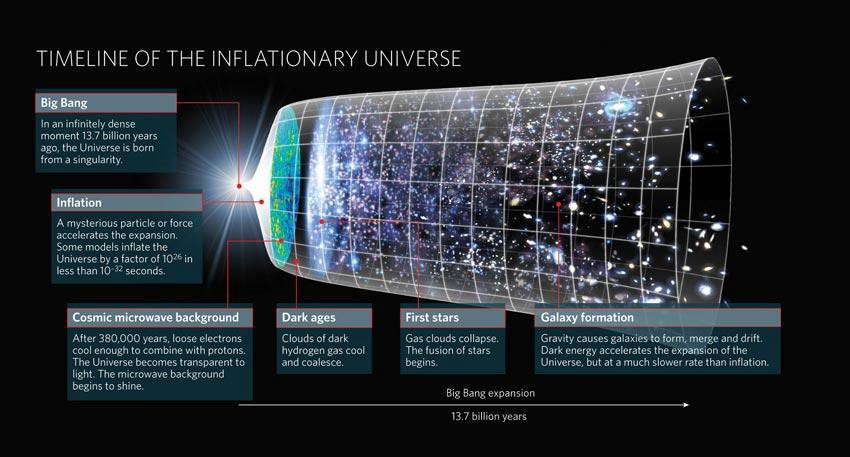 TIMELINE OF THE INFLATIONARY UNIVERSE
Big Bang
In an infinitely dense
moment 13.7 billion years
ago, the Universe is born
from a singularity.
Inflation
A mysterious particle or force
accelerates the expansion.
Some models inflate the
Universe by a factor of 10²⁶ in
less than 10⁻³² seconds.
Cosmic microwave background
After 380,000 years, loose electrons
cool enough to combine with protons.
The Universe becomes transparent to
light. The microwave background
begins to shine.
Dark ages
Clouds of dark
hydrogen gas cool
and coalesce.
First stars
Gas clouds collapse.
The fusion of stars
begins.
Galaxy formation
Gravity causes galaxies to form, merge and drift.
Dark energy accelerates the expansion of the
Universe, but at a much slower rate than inflation.
Big Bang expansion
13.7 billion years